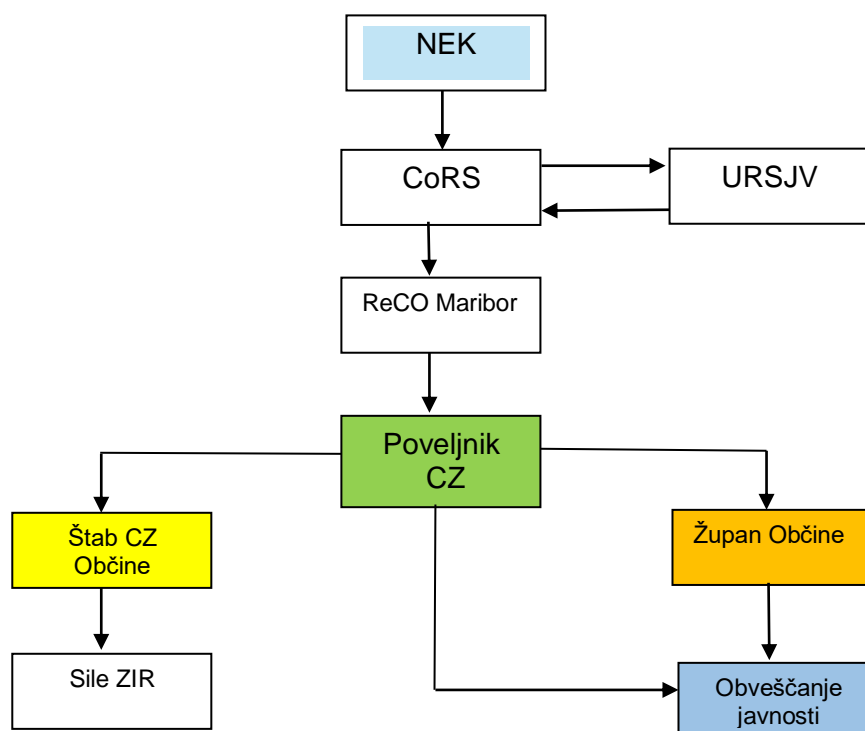 NEK
CoRS
URSJV
ReCO Maribor
Poveljnik
CZ
Štab CZ
Občine
Župan Občine
Sile ZIR
Obveščanje
javnosti